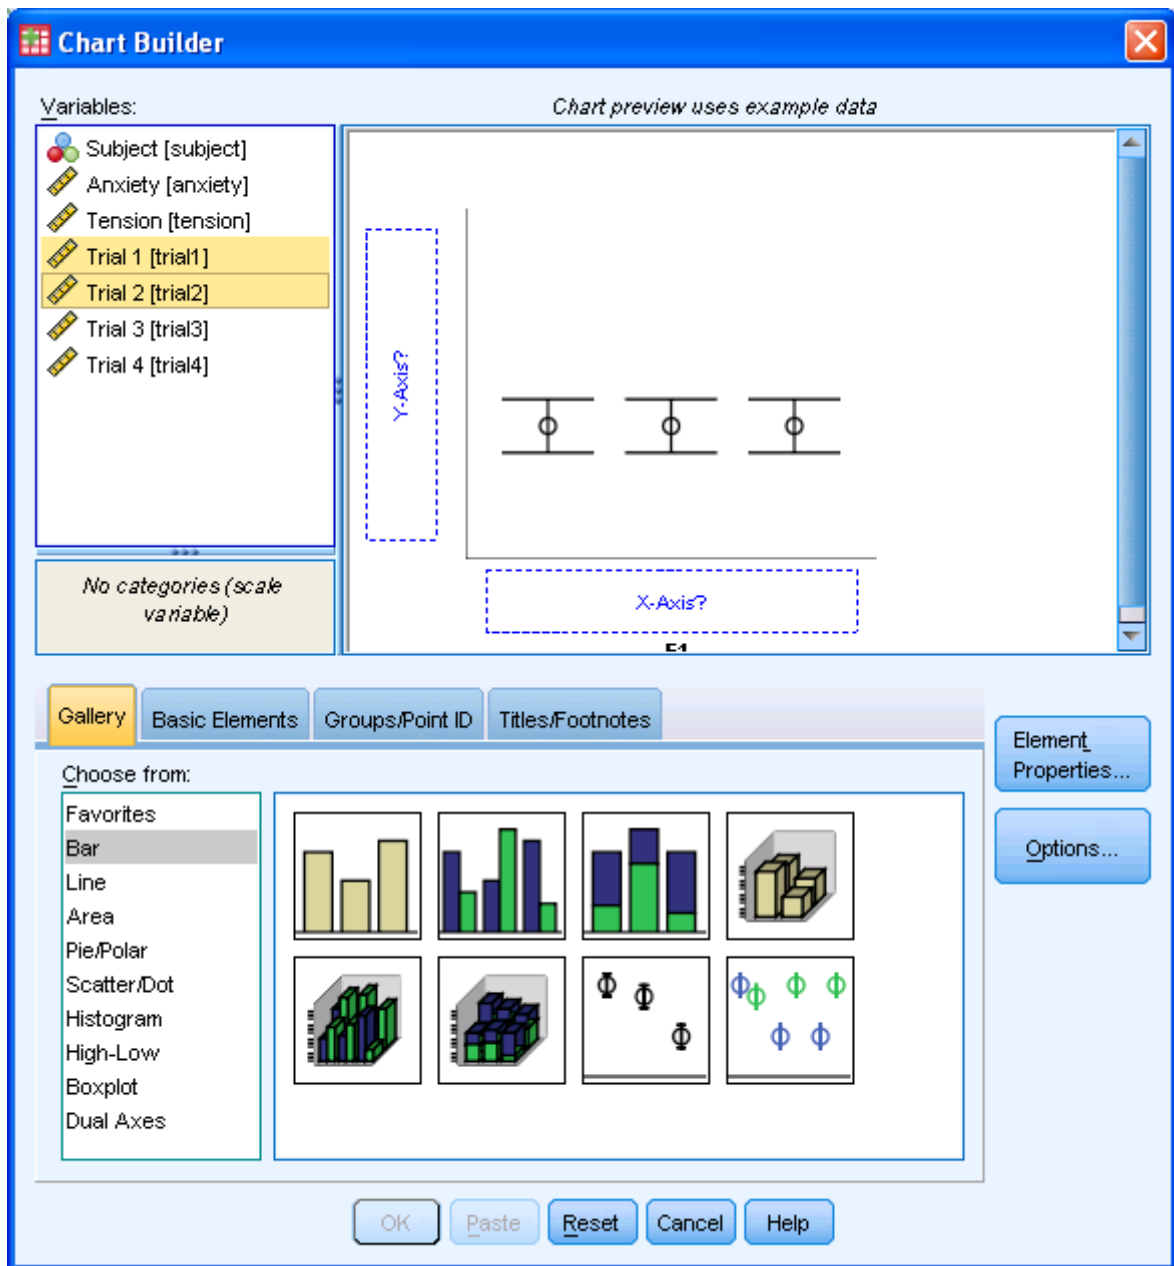 Chart Builder
Variables:
Chart preview uses example data
Subject [subject]
Anxiety [anxiety]
Tension [tension]
Trial 1 [trial1]
Trial 2 [trial2]
Trial 3 [trial3]
Trial 4 [trial4]
Y-Axis?
X-Axis?
No categories (scale
variable)
Gallery
Basic Elements
Groups/Point ID
Titles/Footnotes
Element
Properties...
Options...
Choose from:
Favorites
Bar
Line
Area
Pie/Polar
Scatter/Dot
Histogram
High-Low
Boxplot
Dual Axes
OK
Paste
Reset
Cancel
Help